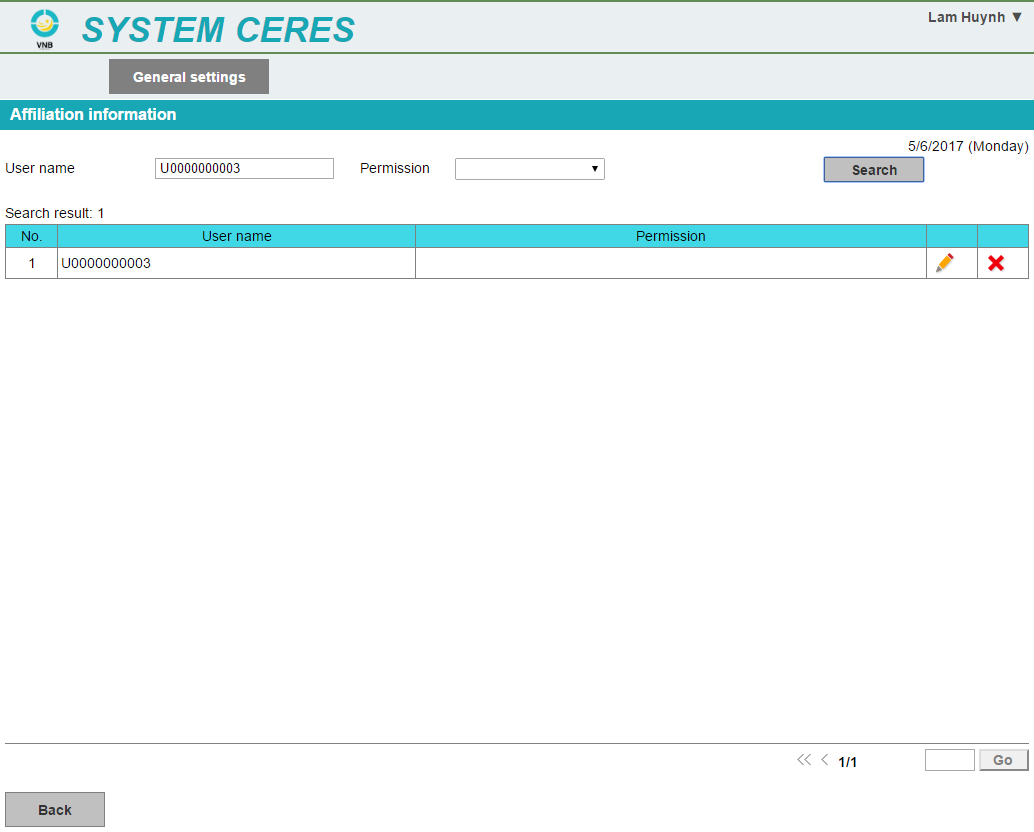 VNB
SYSTEM CERES
Lam Huynh ▼
General settings
Affiliation information
5/6/2017 (Monday)
User name U0000000003 Permission Search
Search result: 1
No. User name Permission
1 U0000000003
1/1 Go
Back